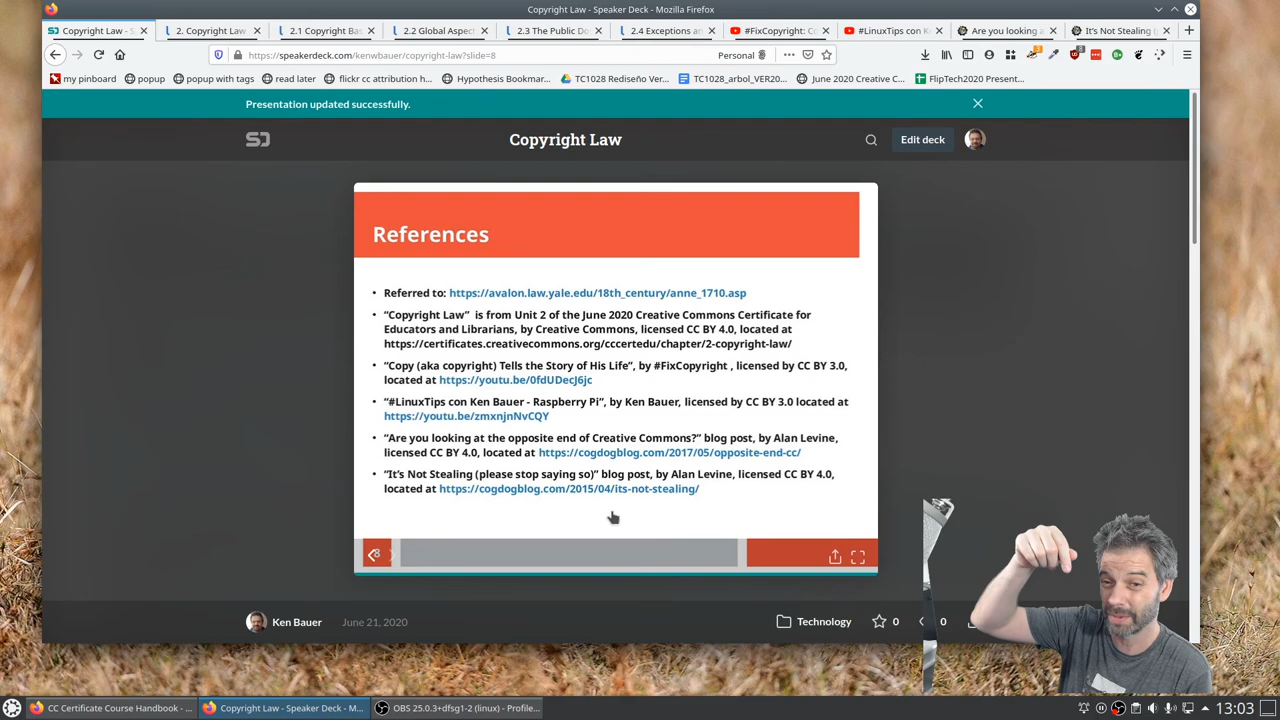 Copyright Law - Speaker Deck - Mozilla Firefox
Copyright Law - S
2. Copyright Law
2.1 Copyright Bas
2.2 Global Aspect
2.3 The Public Do
2.4 Exceptions an
#FixCopyright: Co
#LinuxTips con K
Are you looking a
It's Not Stealing (
https://speakerdeck.com/kenwbauer/copyright-law?slide=8
Personal
my pinboard
popup
popup with tags
read later
flickr cc attribution h...
Hypothesis Bookmar...
TC1028 Rediseño Ver...
TC1028_arbol_VER20...
June 2020 Creative C...
FlipTech2020 Present...
Presentation updated successfully.
Copyright Law
Edit deck
References
• Referred to: https://avalon.law.yale.edu/18th_century/anne_1710.asp
• “Copyright Law” is from Unit 2 of the June 2020 Creative Commons Certificate for
Educators and Librarians, by Creative Commons, licensed CC BY 4.0, located at
https://certificates.creativecommons.org/cccertedu/chapter/2-copyright-law/
• “Copy (aka copyright) Tells the Story of His Life”, by #FixCopyright , licensed by CC BY 3.0,
located at https://youtu.be/0fdUDecJ6jc
• “#LinuxTips con Ken Bauer - Raspberry Pi”, by Ken Bauer, licensed by CC BY 3.0 located at
https://youtu.be/zmxnjnNvCQY
• “Are you looking at the opposite end of Creative Commons?” blog post, by Alan Levine,
licensed CC BY 4.0, located at https://cogdogblog.com/2017/05/opposite-end-cc/
• “It’s Not Stealing (please stop saying so)” blog post, by Alan Levine, licensed CC BY 4.0,
located at https://cogdogblog.com/2015/04/its-not-stealing/
8
Ken Bauer
June 21, 2020
Technology
0
0
CC Certificate Course Handbook - ...
Copyright Law - Speaker Deck - M...
OBS 25.0.3+dfsg1-2 (linux) - Profile...
13:03